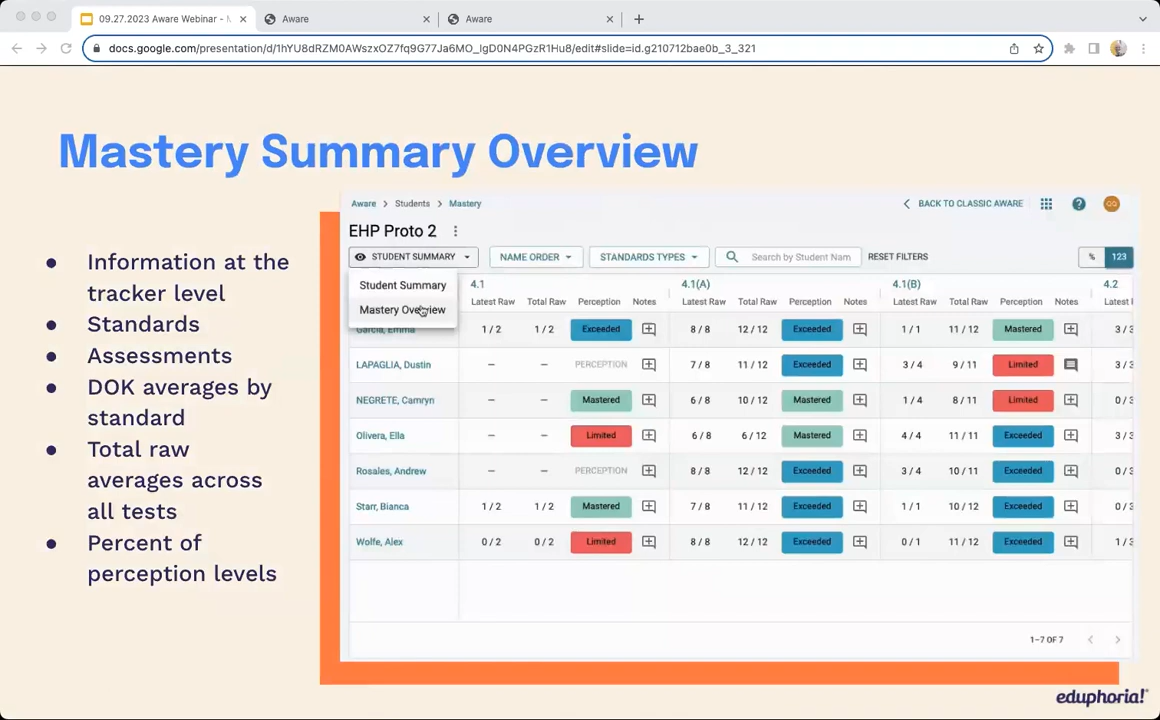 09.27.2023 Aware Webinar -
Aware
Aware
docs.google.com/presentation/d/1hYU8dRZM0AWszxOZ7fq9G77Ja6MO_IgD0N4PGzR1Hu8/edit#slide=id.g210712bae0b_3_321
Mastery Summary Overview
• Information at the
tracker level
• Standards
• Assessments
• DOK averages by
standard
• Total raw
averages across
all tests
• Percent of
perception levels
Aware > Students > Mastery
BACK TO CLASSIC AWARE
EHP Proto 2
STUDENT SUMMARY NAME ORDER STANDARDS TYPES Search by Student Nam RESET FILTERS % 123
Student Summary
Mastery Overview
4.1 4.1(A) 4.1(B) 4.2
Latest Raw Total Raw Perception Notes Latest Raw Total Raw Perception Notes Latest Raw Total Raw Perception Notes Latest
Garcia, Emma 1 / 2 1 / 2 Exceeded 8 / 8 12 / 12 Exceeded 1 / 1 11 / 12 Mastered 3 / 3
LAPAGLIA, Dustin – – PERCEPTION 7 / 8 11 / 12 Exceeded 3 / 4 9 / 11 Limited 3 / 3
NEGRETE, Camryn – – Mastered 6 / 8 10 / 12 Mastered 1 / 4 8 / 11 Limited 0 / 3
Olivera, Ella – – Limited 6 / 8 6 / 12 Mastered 4 / 4 11 / 11 Exceeded 3 / 3
Rosales, Andrew – – PERCEPTION 8 / 8 12 / 12 Exceeded 3 / 4 10 / 11 Exceeded 0 / 3
Starr, Bianca 1 / 2 1 / 2 Mastered 7 / 8 11 / 12 Exceeded 1 / 1 10 / 12 Exceeded 0 / 3
Wolfe, Alex 0 / 2 0 / 2 Limited 8 / 8 12 / 12 Exceeded 0 / 1 11 / 12 Exceeded 1 / 3
1–7 OF 7
eduphoria!